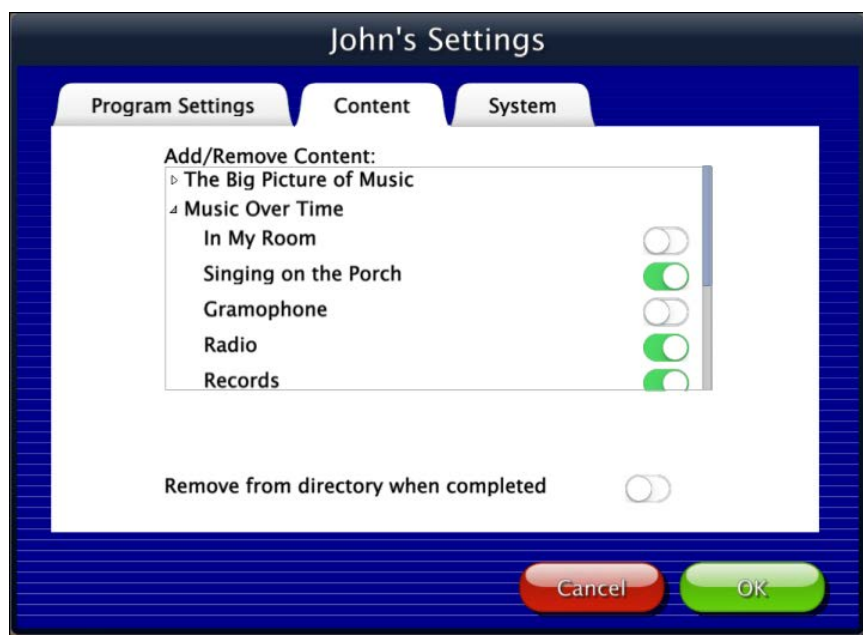 John's Settings
Program Settings
Content
System
Add/Remove Content:
The Big Picture of Music
Music Over Time
In My Room
Singing on the Porch
Gramophone
Radio
Records
Remove from directory when completed
Cancel
OK